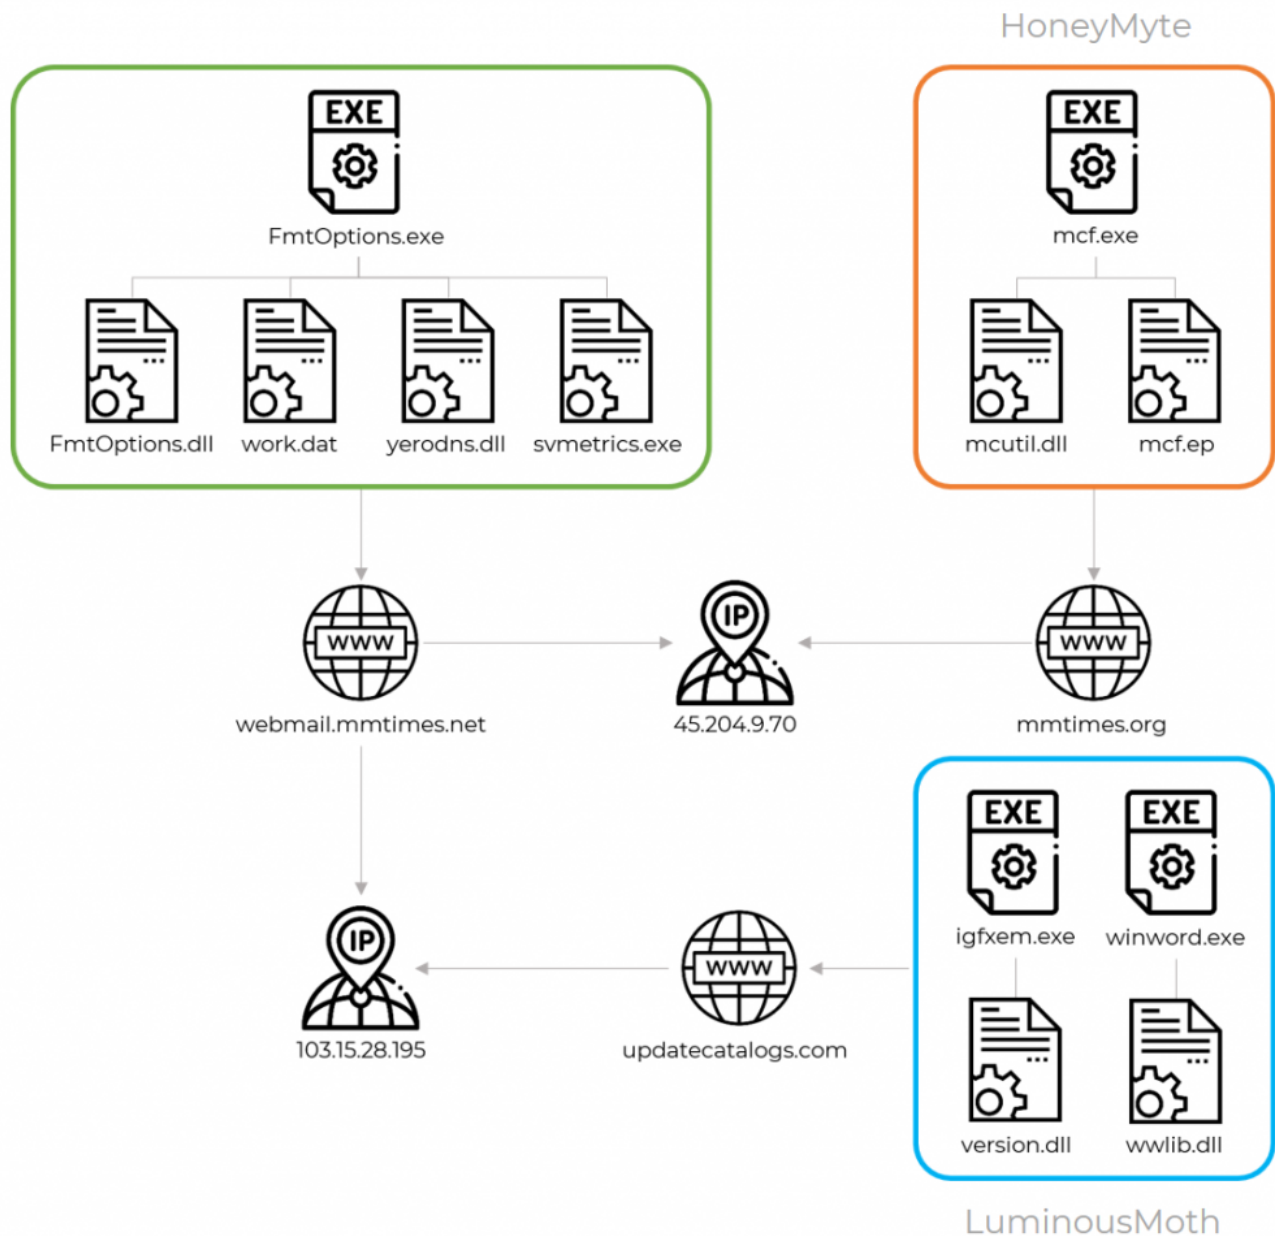 HoneyMyte
EXE
EXE
FmtOptions.exe
mcf.exe
FmtOptions.dll
work.dat
yerodns.dll
svmetrics.exe
mcutil.dll
mcf.ep
WWW
IP
WWW
webmail.mmtimes.net
45.204.9.70
mmtimes.org
EXE
EXE
igfxem.exe
winword.exe
IP
WWW
103.15.28.195
updatecatalogs.com
version.dll
wwlib.dll
LuminousMoth